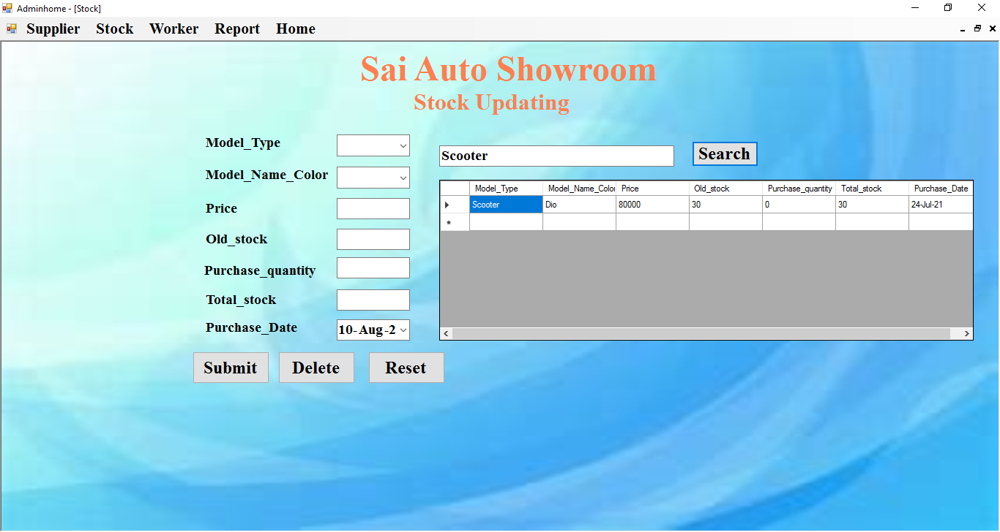 Adminhome - [Stock]
Supplier Stock Worker Report Home
Sai Auto Showroom
Stock Updating
Model_Type
Model_Name_Color
Price
Old_stock
Purchase_quantity
Total_stock
Purchase_Date 10-Aug-2
Submit Delete Reset
Scooter Search
Model_Type Model_Name_Color Price Old_stock Purchase_quantity Total_stock Purchase_Date
Scooter Dio 80000 30 0 30 24-Jul-21